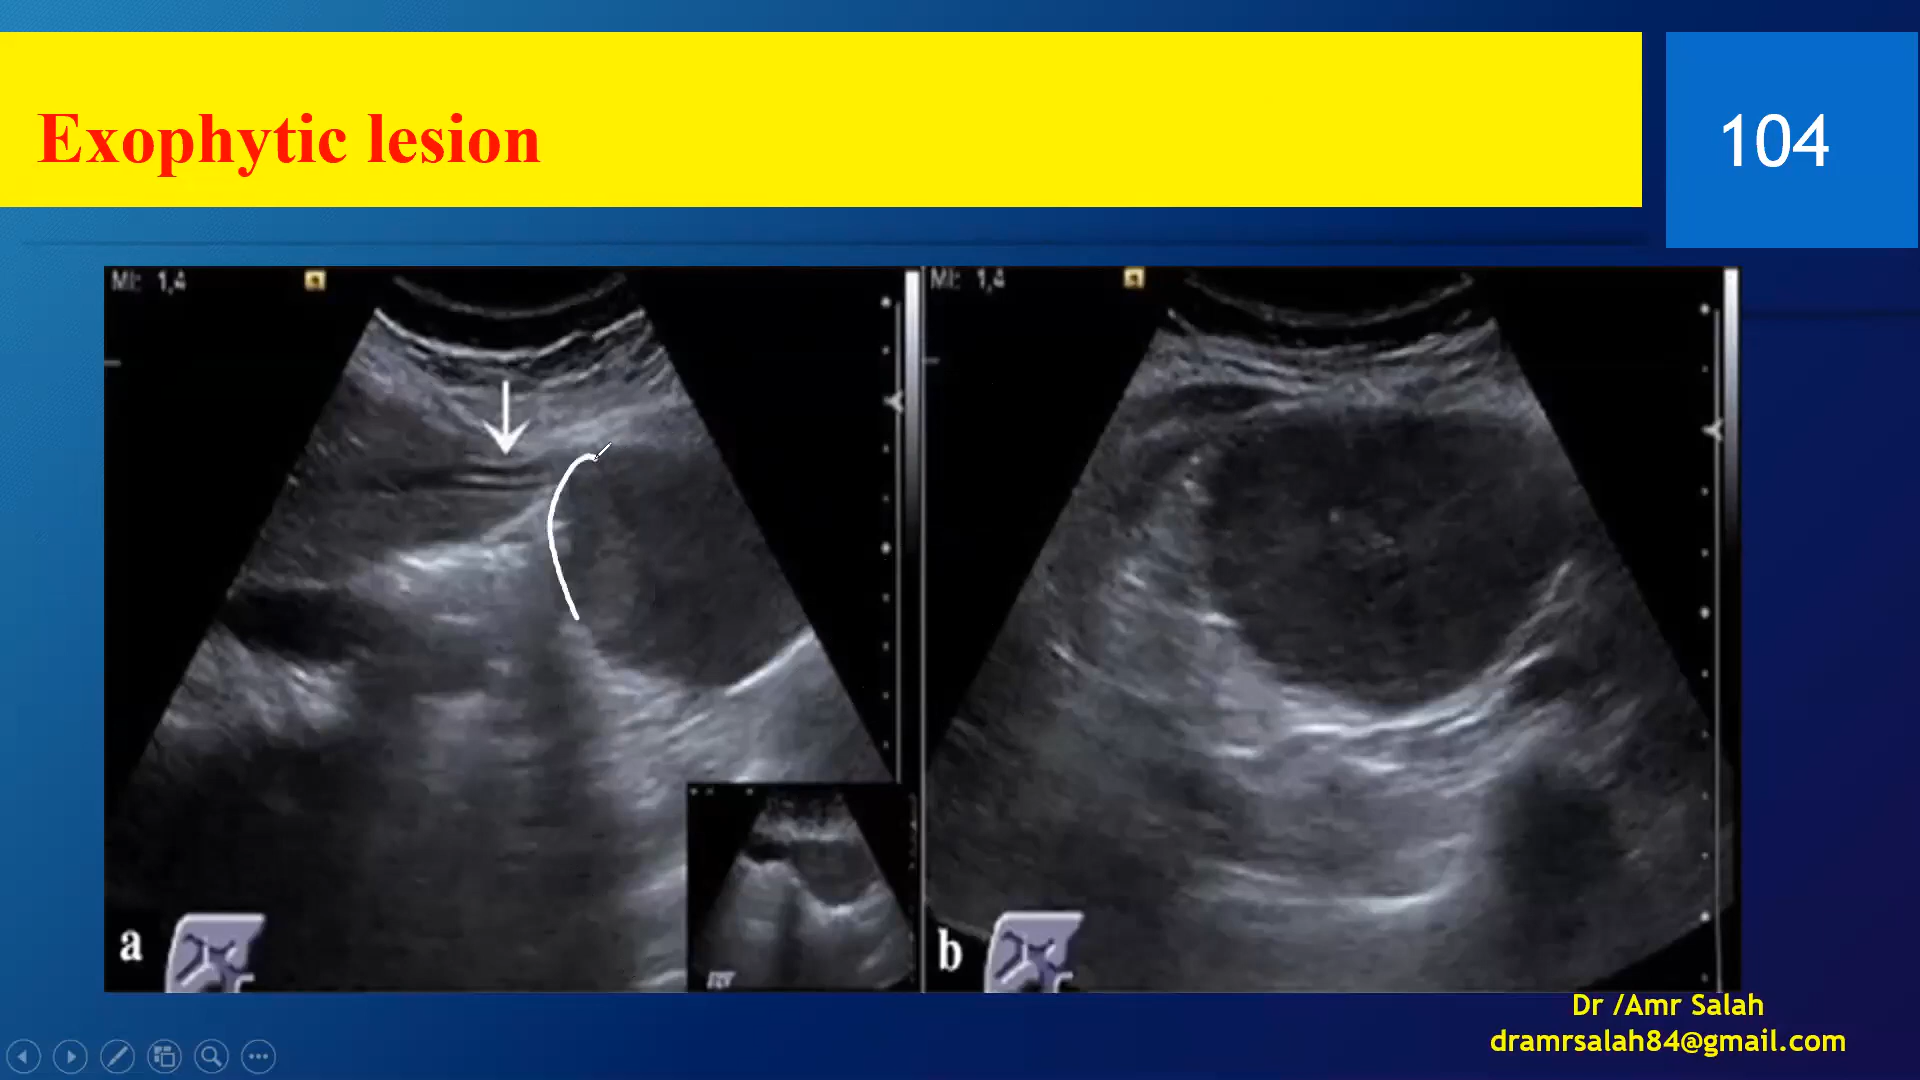 Exophytic lesion
104
MI: 1,4
MI: 1,4
a
b
Dr /Amr Salah
dramrsalah84@gmail.com